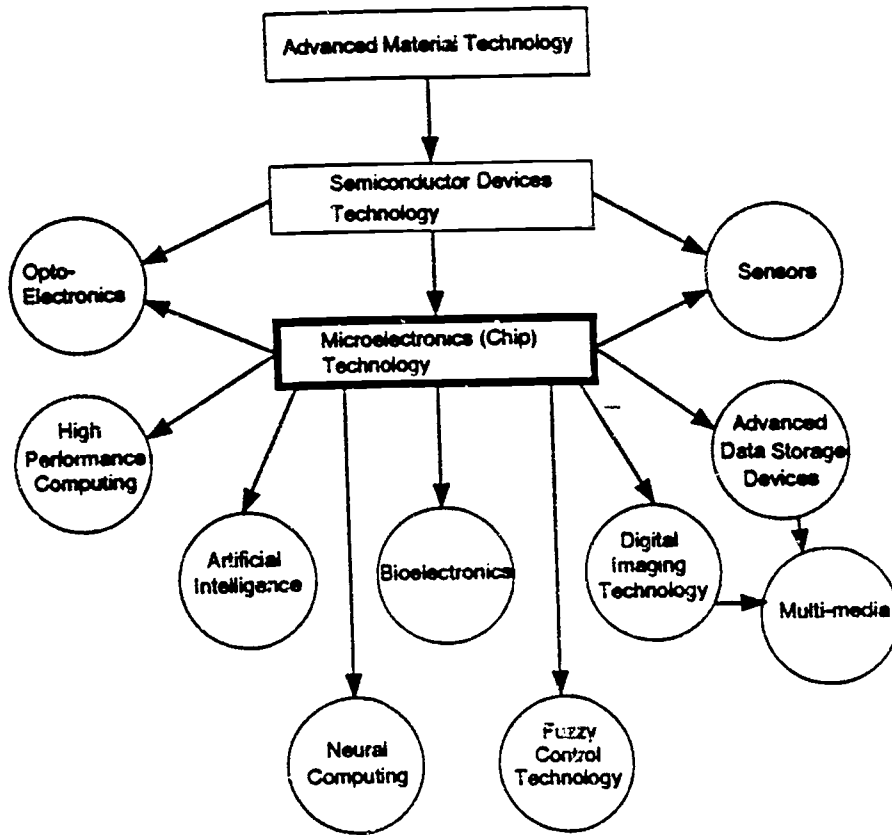 Advanced Material Technology
Semiconductor Devices
Technology
Opto-
Electronics
Sensors
Microelectronics (Chip)
Technology
High
Performance
Computing
Advanced
Data Storage
Devices
Artificial
Intelligence
Bioelectronics
Digital
Imaging
Technology
Multi-media
Neural
Computing
Fuzzy
Control
Technology